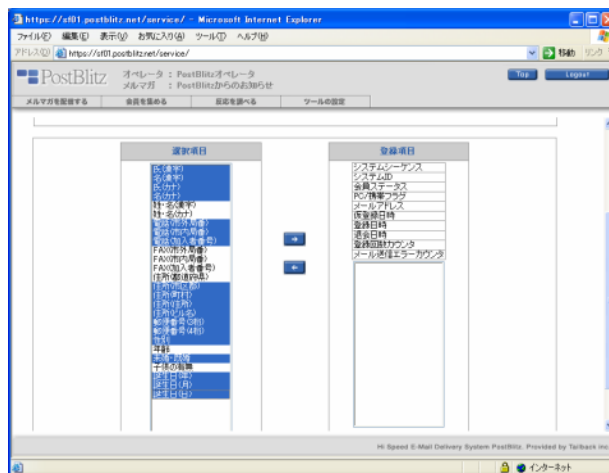 https://sf01.postblitz.net/service/ - Microsoft Internet Explorer
ファイル(F) 編集(E) 表示(V) お気に入り(A) ツール(T) ヘルプ(H)
アドレス(D) https://sf01.postblitz.net/service/ 移動 リンク
PostBlitz オペレータ : PostBlitzオペレータ
メルマガ : PostBlitzからのお知らせ
Top Logout
メルマガを配信する 会員を集める 反応を調べる ツールの設定
選択項目
氏(漢字)
名(漢字)
氏(カナ)
名(カナ)
姓・名(漢字)
姓・名(カナ)
電話(市外局番)
電話(市内局番)
電話(加入者番号)
FAX(市外局番)
FAX(市内局番)
FAX(加入者番号)
住所(都道府県)
住所(市区郡)
住所(町村)
住所(住所)
住所(ビル名)
郵便番号(3桁)
郵便番号(4桁)
性別
年齢
未婚・既婚
子供の有無
誕生日(年)
誕生日(月)
誕生日(日)
登録項目
システムシーケンス
システムID
会員ステータス
PC/携帯フラグ
メールアドレス
仮登録日時
登録日時
退会日時
登録回数カウンタ
メール送信エラーカウンタ
Hi Speed E-Mail Delivery System PostBlitz. Provided by Tailback inc.
インターネット